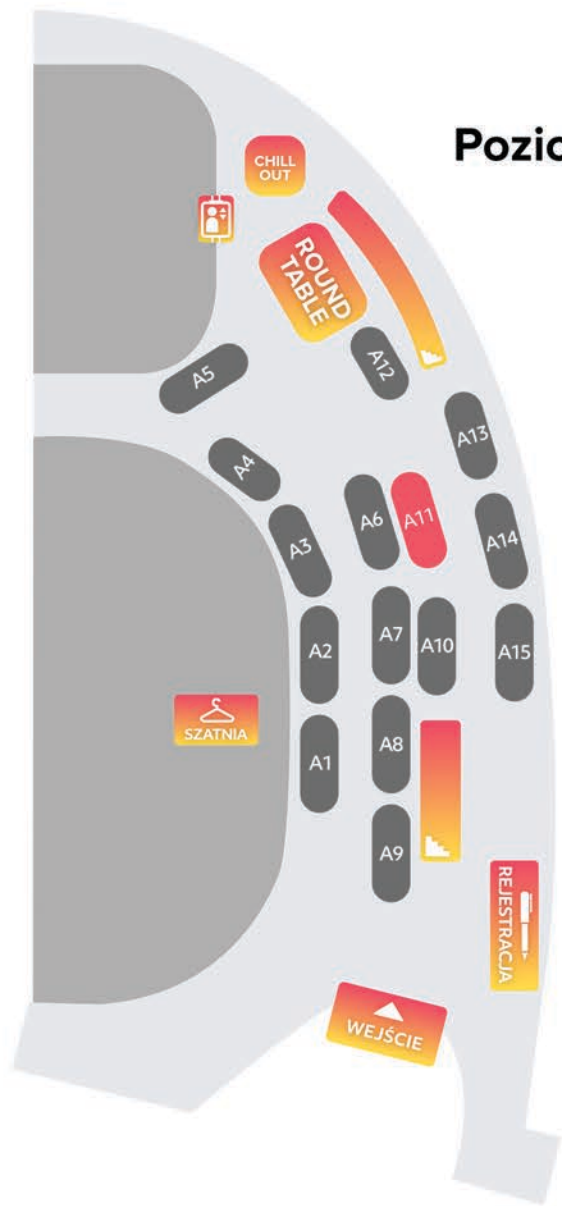 Pozio
CHILL
OUT
ROUND
TABLE
A12
A5
A13
A4
A6
A11
A3
A14
A7
A10
A2
A15
SZATNIA
A8
A1
A9
REJESTRACJA
WEJŚCIE